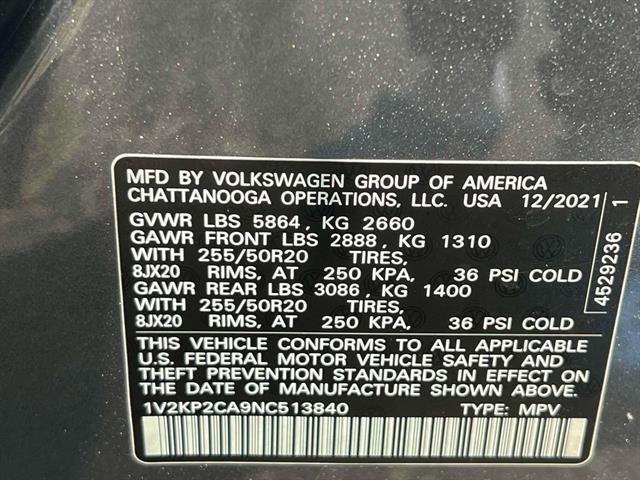 MFD BY VOLKSWAGEN GROUP OF AMERICA
CHATTANOOGA OPERATIONS, LLC. USA 12/2021
GVWR LBS 5864, KG 2660
GAWR FRONT LBS 2888, KG 1310
WITH 255/50R20 TIRES,
8JX20 RIMS, AT 250 KPA, 36 PSI COLD
GAWR REAR LBS 3086, KG 1400
WITH 255/50R20 TIRES,
8JX20 RIMS, AT 250 KPA, 36 PSI COLD
THIS VEHICLE CONFORMS TO ALL APPLICABLE
U.S. FEDERAL MOTOR VEHICLE SAFETY AND
THEFT PREVENTION STANDARDS IN EFFECT ON
THE DATE OF MANUFACTURE SHOWN ABOVE.
1V2KP2CA9NC513840 TYPE: MPV
4529236 1